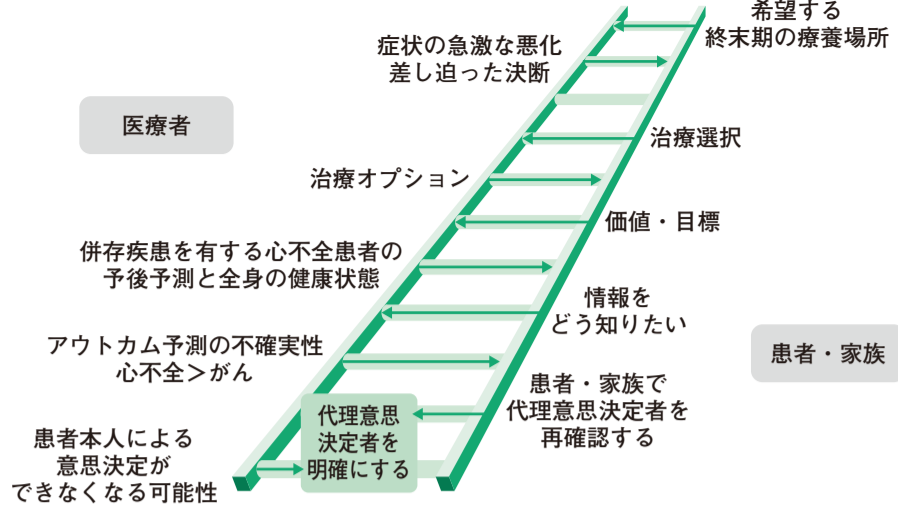 希望する
終末期の療養場所
症状の急激な悪化
差し迫った決断
医療者
治療選択
治療オプション
価値・目標
併存疾患を有する心不全患者の
予後予測と全身の健康状態
情報を
どう知りたい
アウトカム予測の不確実性
心不全＞がん
患者・家族
患者・家族で
代理意思決定者を
再確認する
代理意思
決定者を
明確にする
患者本人による
意思決定が
できなくなる可能性